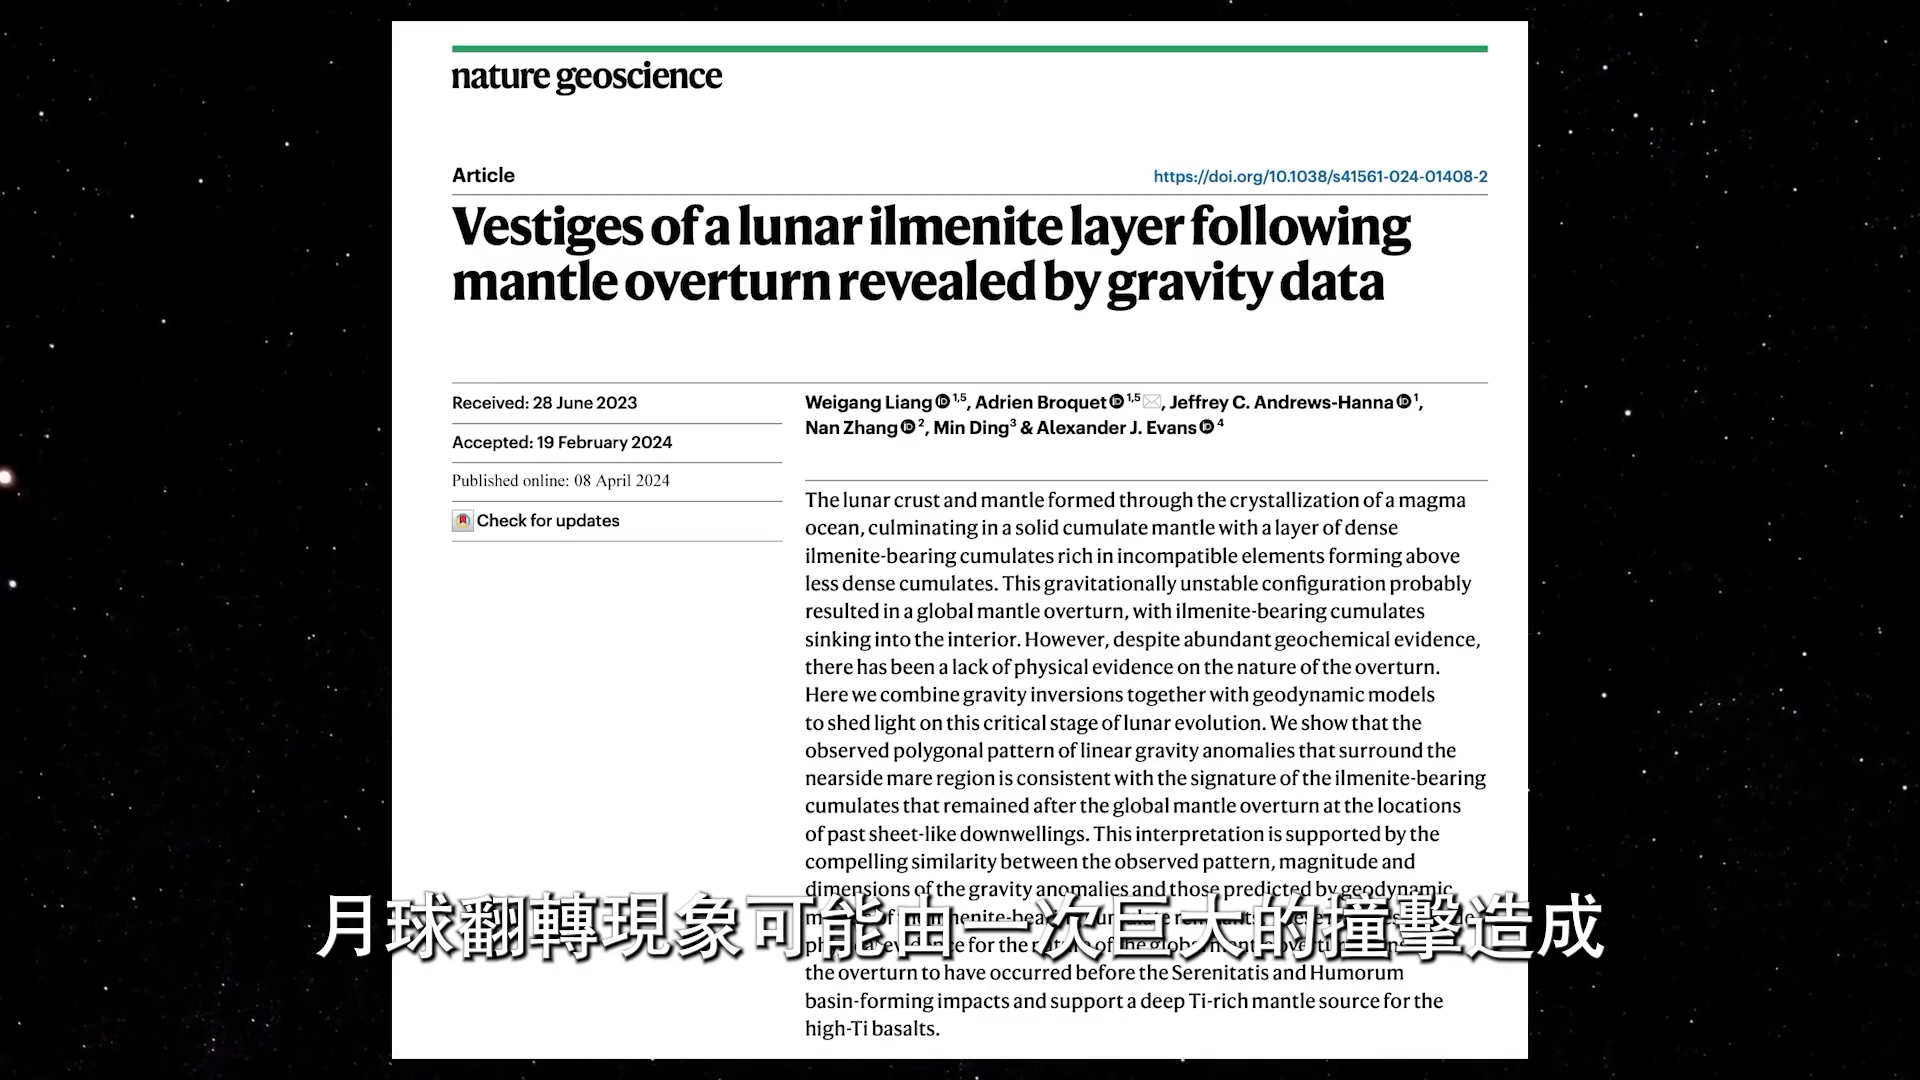 nature geoscience
Article
https://doi.org/10.1038/s41561-024-01408-2
Vestiges of a lunar ilmenite layer following
mantle overturn revealed by gravity data
Received: 28 June 2023
Accepted: 19 February 2024
Published online: 08 April 2024
Check for updates
Weigang Liang 1,5, Adrien Broquet 1,5, Jeffrey C. Andrews-Hanna 1,
Nan Zhang 2, Min Ding 3 & Alexander J. Evans 4
The lunar crust and mantle formed through the crystallization of a magma
ocean, culminating in a solid cumulate mantle with a layer of dense
ilmenite-bearing cumulates rich in incompatible elements forming above
less dense cumulates. This gravitationally unstable configuration probably
resulted in a global mantle overturn, with ilmenite-bearing cumulates
sinking into the interior. However, despite abundant geochemical evidence,
there has been a lack of physical evidence on the nature of the overturn.
Here we combine gravity inversions together with geodynamic models
to shed light on this critical stage of lunar evolution. We show that the
observed polygonal pattern of linear gravity anomalies that surround the
nearside mare region is consistent with the signature of the ilmenite-bearing
cumulates that remained after the global mantle overturn at the locations
of past sheet-like downwellings. This interpretation is supported by the
compelling similarity between the observed pattern, magnitude and
dimensions of the gravity anomalies and those predicted by geodynamic
for the of the
the overturn to have occurred before the Serenitatis and Humorum
basin-forming impacts and support a deep Ti-rich mantle source for the
high-Ti basalts.
月球翻轉現象可能由一次巨大的撞擊造成